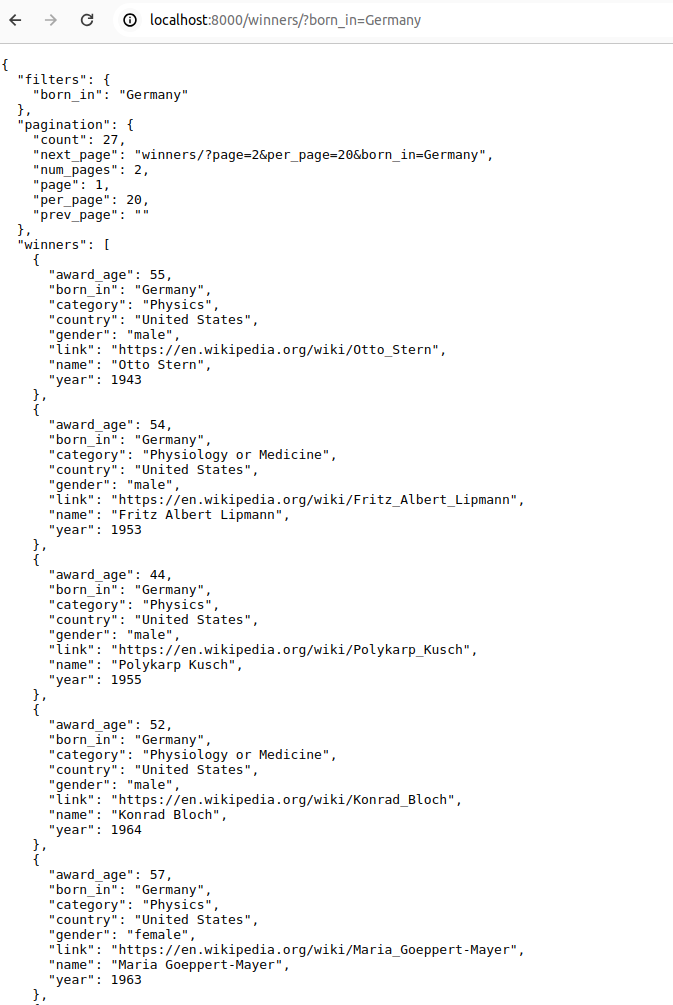 localhost:8000/winners/?born_in=Germany
{
  "filters": {
    "born_in": "Germany"
  },
  "pagination": {
    "count": 27,
    "next_page": "winners/?page=2&per_page=20&born_in=Germany",
    "num_pages": 2,
    "page": 1,
    "per_page": 20,
    "prev_page": ""
  },
  "winners": [
    {
      "award_age": 55,
      "born_in": "Germany",
      "category": "Physics",
      "country": "United States",
      "gender": "male",
      "link": "https://en.wikipedia.org/wiki/Otto_Stern",
      "name": "Otto Stern",
      "year": 1943
    },
    {
      "award_age": 54,
      "born_in": "Germany",
      "category": "Physiology or Medicine",
      "country": "United States",
      "gender": "male",
      "link": "https://en.wikipedia.org/wiki/Fritz_Albert_Lipmann",
      "name": "Fritz Albert Lipmann",
      "year": 1953
    },
    {
      "award_age": 44,
      "born_in": "Germany",
      "category": "Physics",
      "country": "United States",
      "gender": "male",
      "link": "https://en.wikipedia.org/wiki/Polykarp_Kusch",
      "name": "Polykarp Kusch",
      "year": 1955
    },
    {
      "award_age": 52,
      "born_in": "Germany",
      "category": "Physiology or Medicine",
      "country": "United States",
      "gender": "male",
      "link": "https://en.wikipedia.org/wiki/Konrad_Bloch",
      "name": "Konrad Bloch",
      "year": 1964
    },
    {
      "award_age": 57,
      "born_in": "Germany",
      "category": "Physics",
      "country": "United States",
      "gender": "female",
      "link": "https://en.wikipedia.org/wiki/Maria_Goeppert-Mayer",
      "name": "Maria Goeppert-Mayer",
      "year": 1963
    },